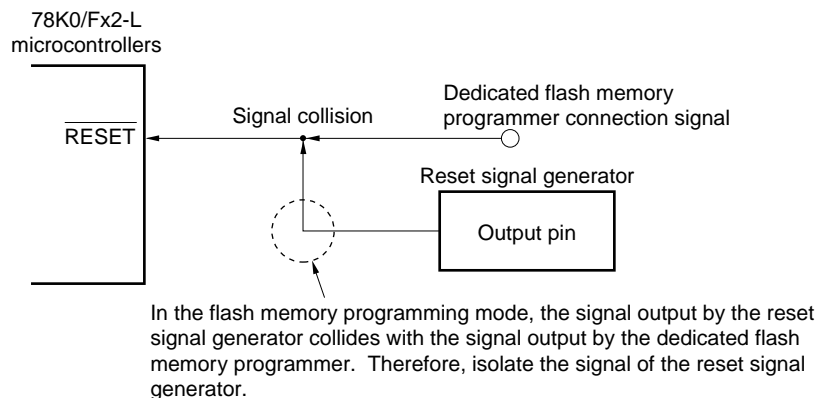 78K0/Fx2-L
microcontrollers
RESET
Signal collision
Dedicated flash memory
programmer connection signal
Reset signal generator
Output pin
In the flash memory programming mode, the signal output by the reset
signal generator collides with the signal output by the dedicated flash
memory programmer.  Therefore, isolate the signal of the reset signal
generator.